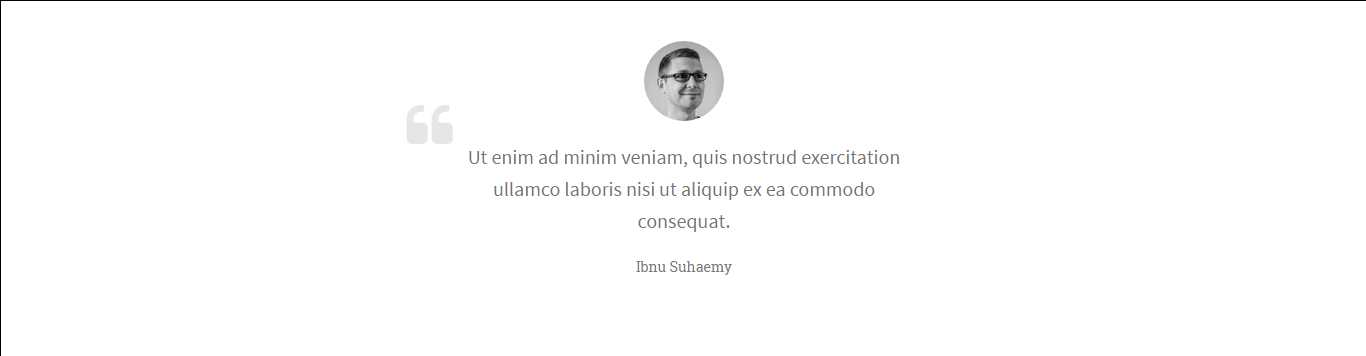 Ut enim ad minim veniam, quis nostrud exercitation
ullamco laboris nisi ut aliquip ex ea commodo
consequat.
Ibnu Suhaemy